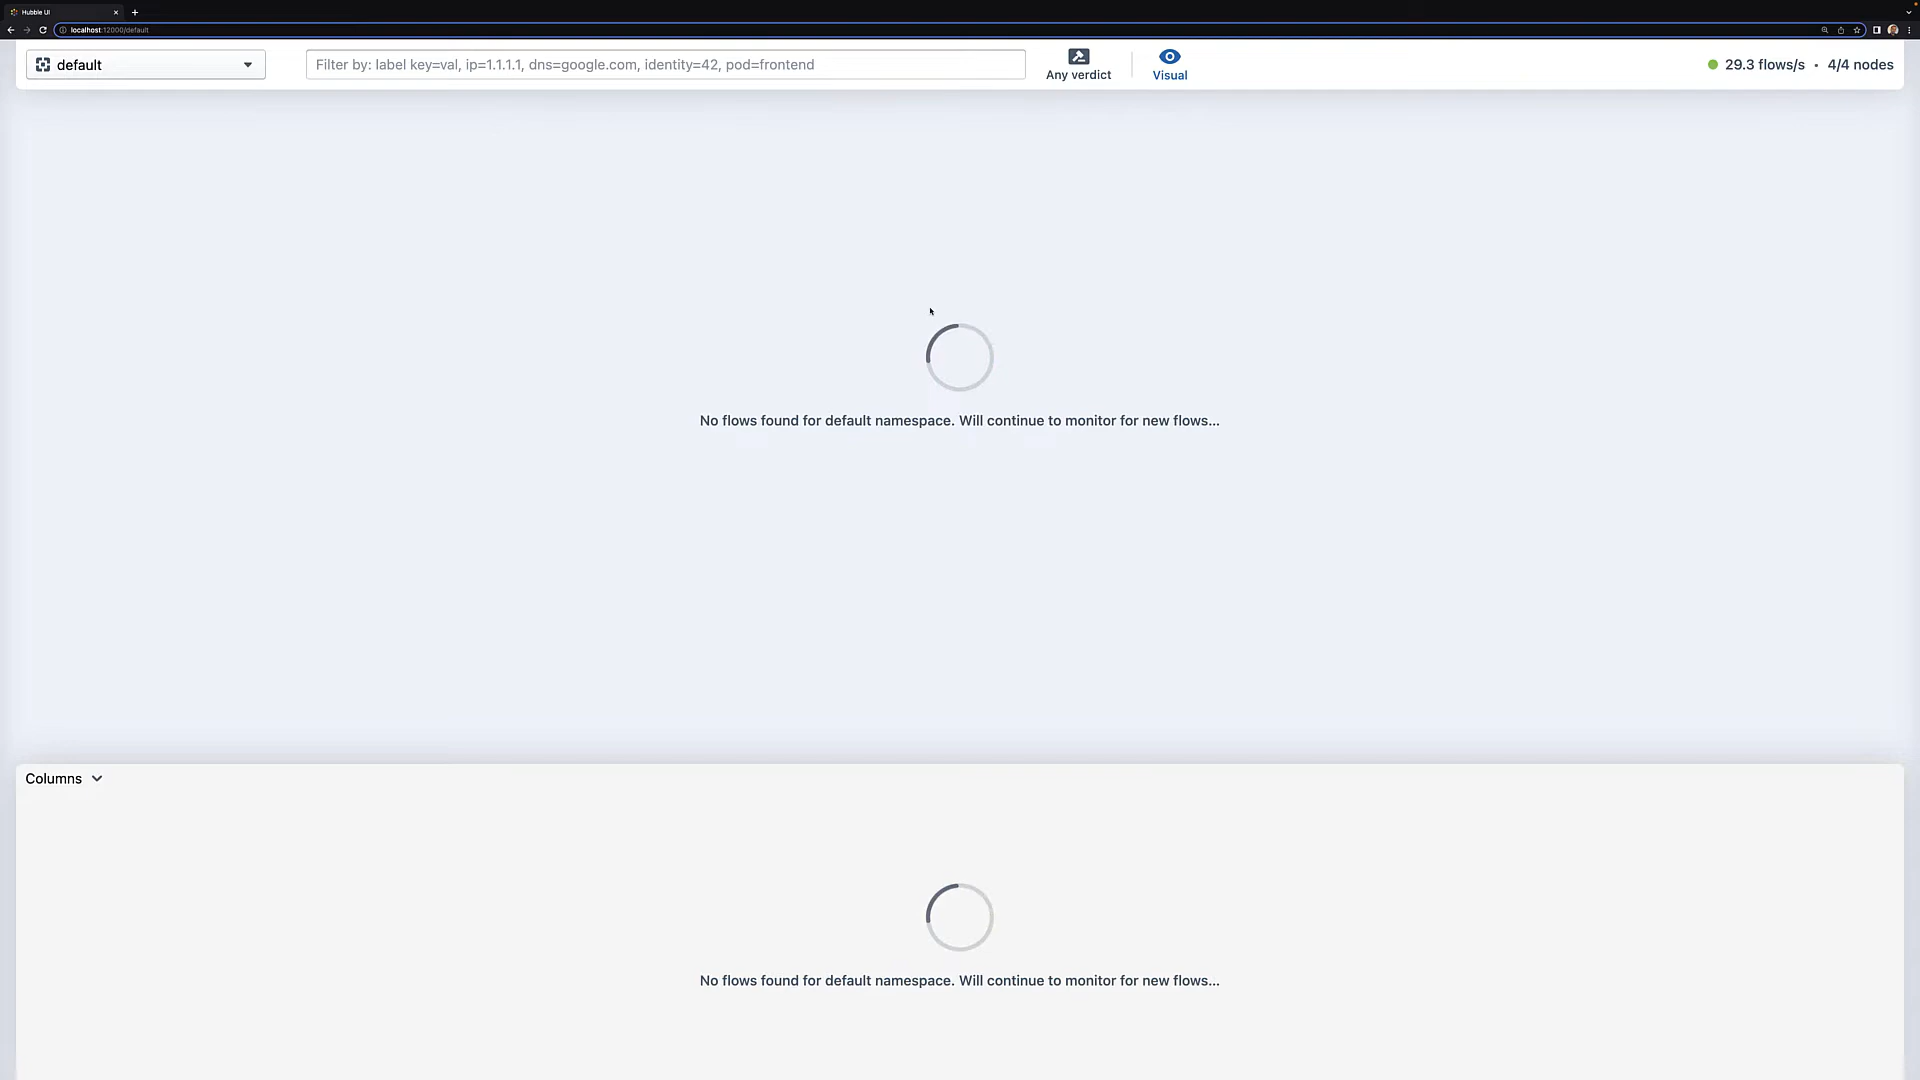 Hubble UI
localhost:12000/default
default
Filter by: label key=val, ip=1.1.1.1, dns=google.com, identity=42, pod=frontend
Any verdict
Visual
29.3 flows/s • 4/4 nodes
No flows found for default namespace. Will continue to monitor for new flows...
Columns
No flows found for default namespace. Will continue to monitor for new flows...